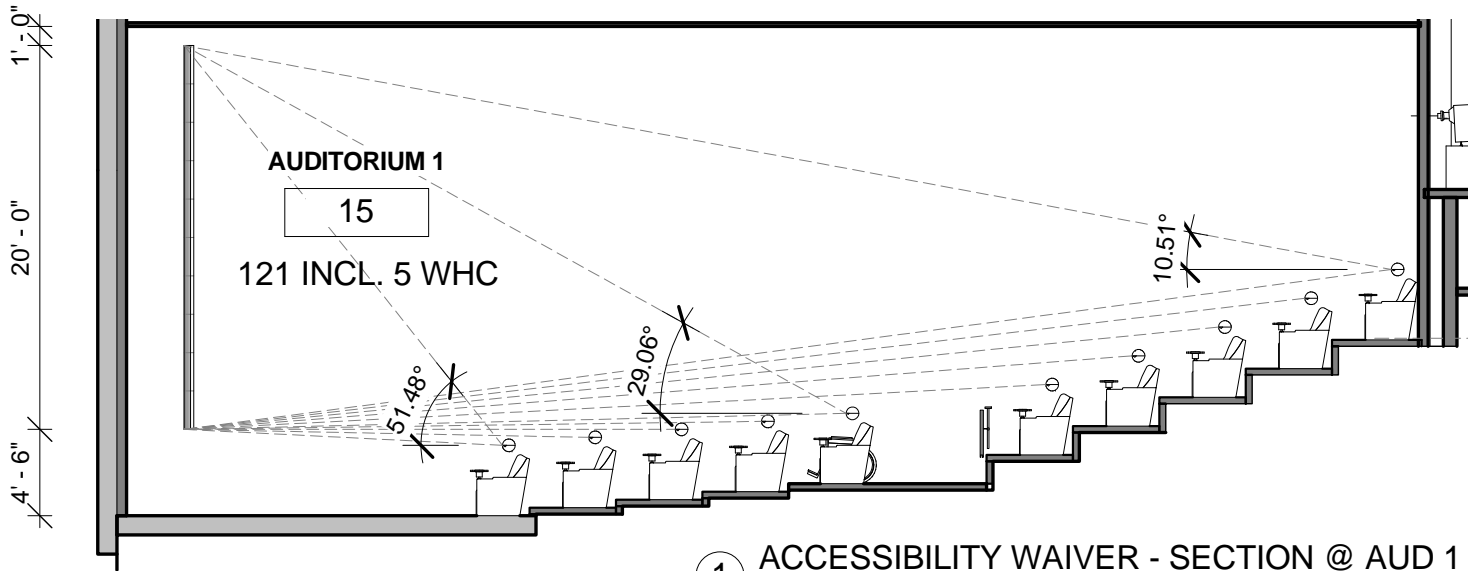 1' - 0"
20' - 0"
4' - 6"
AUDITORIUM 1
15
121 INCL. 5 WHC
51.48°
29.06°
10.51°
1
ACCESSIBILITY WAIVER - SECTION @ AUD 1